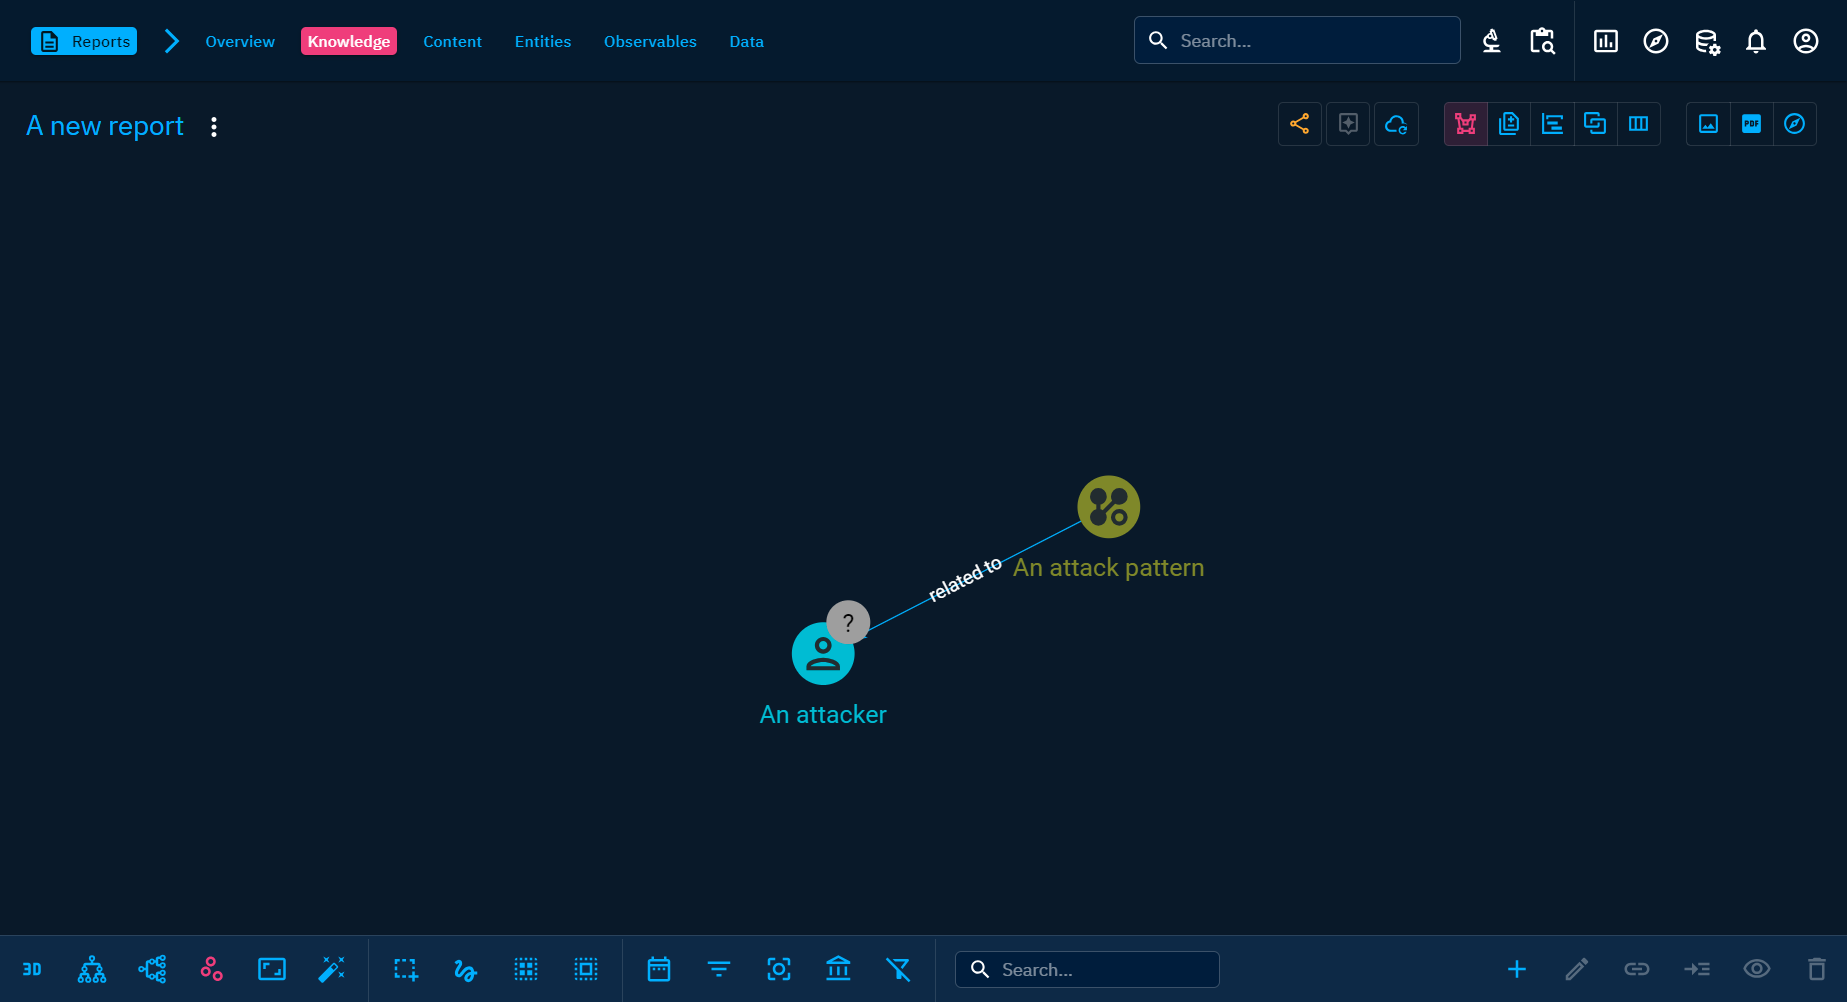 Reports
Overview
Knowledge
Content
Entities
Observables
Data
Search...
A new report
PDF
related to
An attack pattern
?
An attacker
3D
Search...